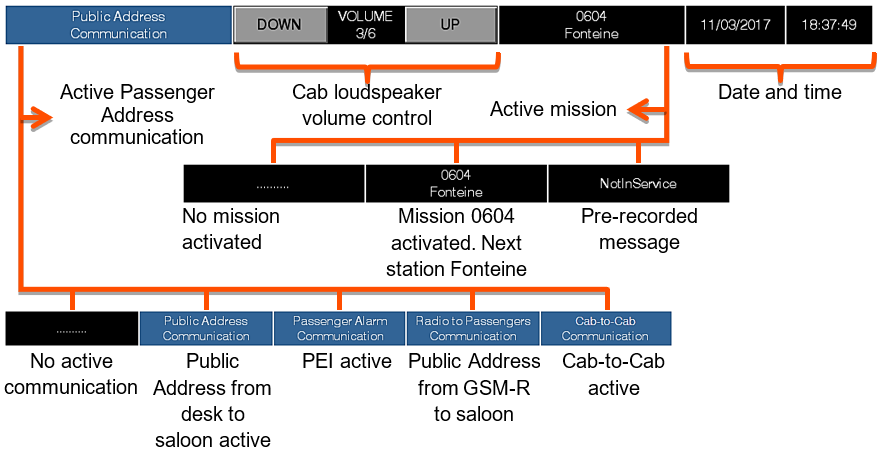 Public Address
Communication
DOWN
VOLUME
3/6
UP
0604
Fonteine
11/03/2017
18:37:49
Active Passenger
Address
communication
Cab loudspeaker
volume control
Active mission
Date and time
..........
0604
Fonteine
NotInService
No mission
activated
Mission 0604
activated. Next
station Fonteine
Pre-recorded
message
..........
Public Address
Communication
Passenger Alarm
Communication
Radio to Passengers
Communication
Cab-to-Cab
Communication
No active
communication
Public
Address from
desk to
saloon active
PEI active
Public Address
from GSM-R
to saloon
Cab-to-Cab
active